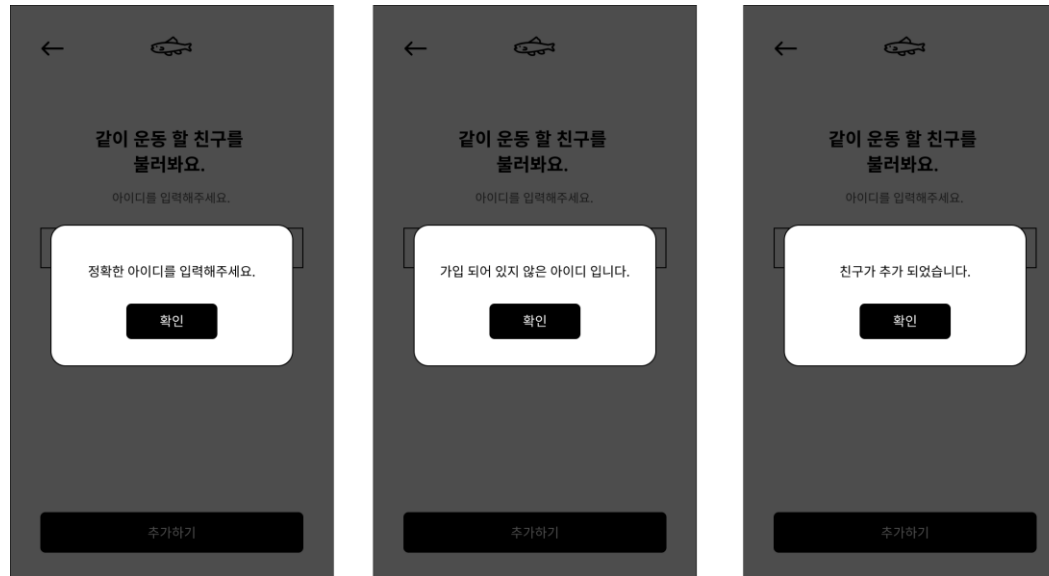 같이 운동 할 친구를
불러봐요.
아이디를 입력해주세요.
정확한 아이디를 입력해주세요.
확인
추가하기
같이 운동 할 친구를
불러봐요.
아이디를 입력해주세요.
가입 되어 있지 않은 아이디 입니다.
확인
추가하기
같이 운동 할 친구를
불러봐요.
아이디를 입력해주세요.
친구가 추가 되었습니다.
확인
추가하기